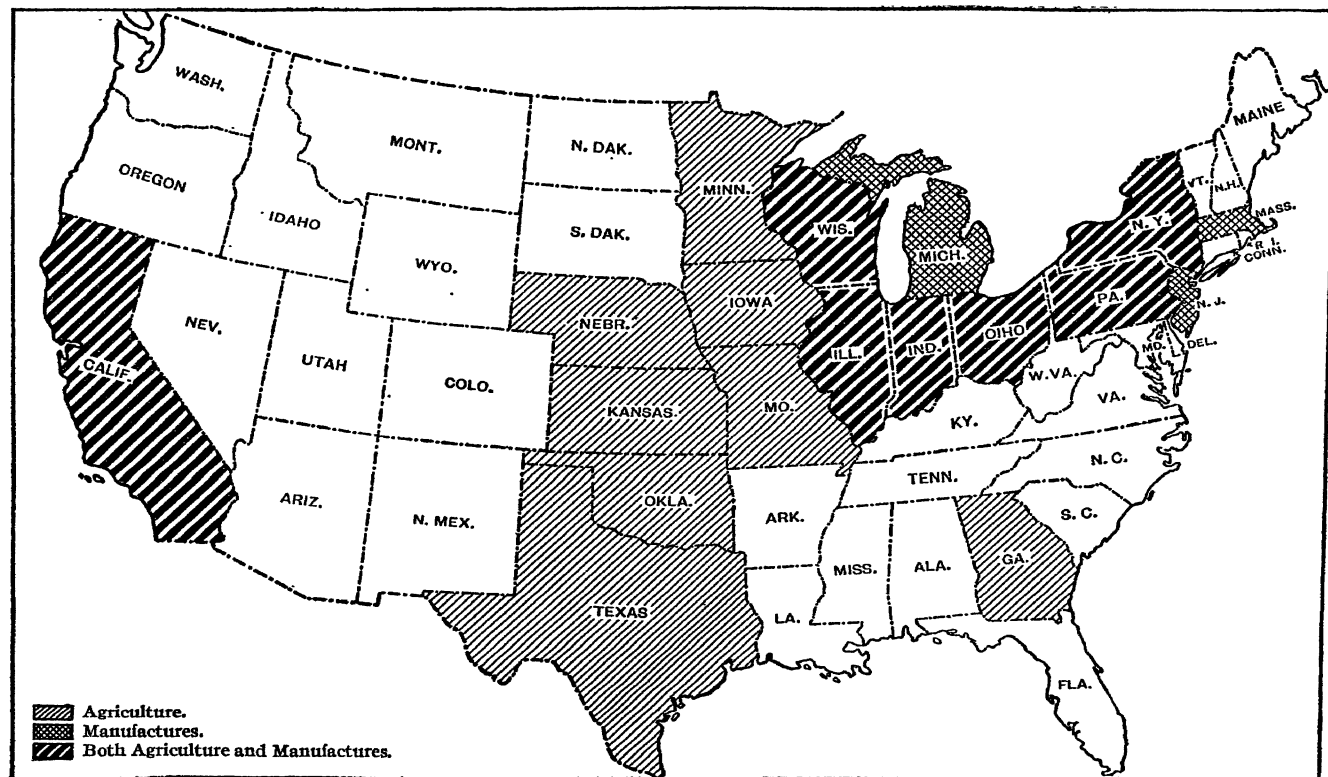 WASH.
MAINE
MONT.
N. DAK.
OREGON
MINN.
VT.
N.H.
IDAHO
MASS.
N. Y.
WIS.
S. DAK.
R. I.
CONN.
MICH.
WYO.
PA.
IOWA
N. J.
NEV.
NEBR.
OIHO
IND.
ILL.
MD.
DEL.
UTAH
CALIF.
COLO.
W.VA.
VA.
KANSAS.
MO.
KY.
N. C.
TENN.
ARIZ.
OKLA.
N. MEX.
ARK.
S. C.
GA.
MISS.
ALA.
TEXAS
LA.
FLA.
Agriculture.
Manufactures.
Both Agriculture and Manufactures.